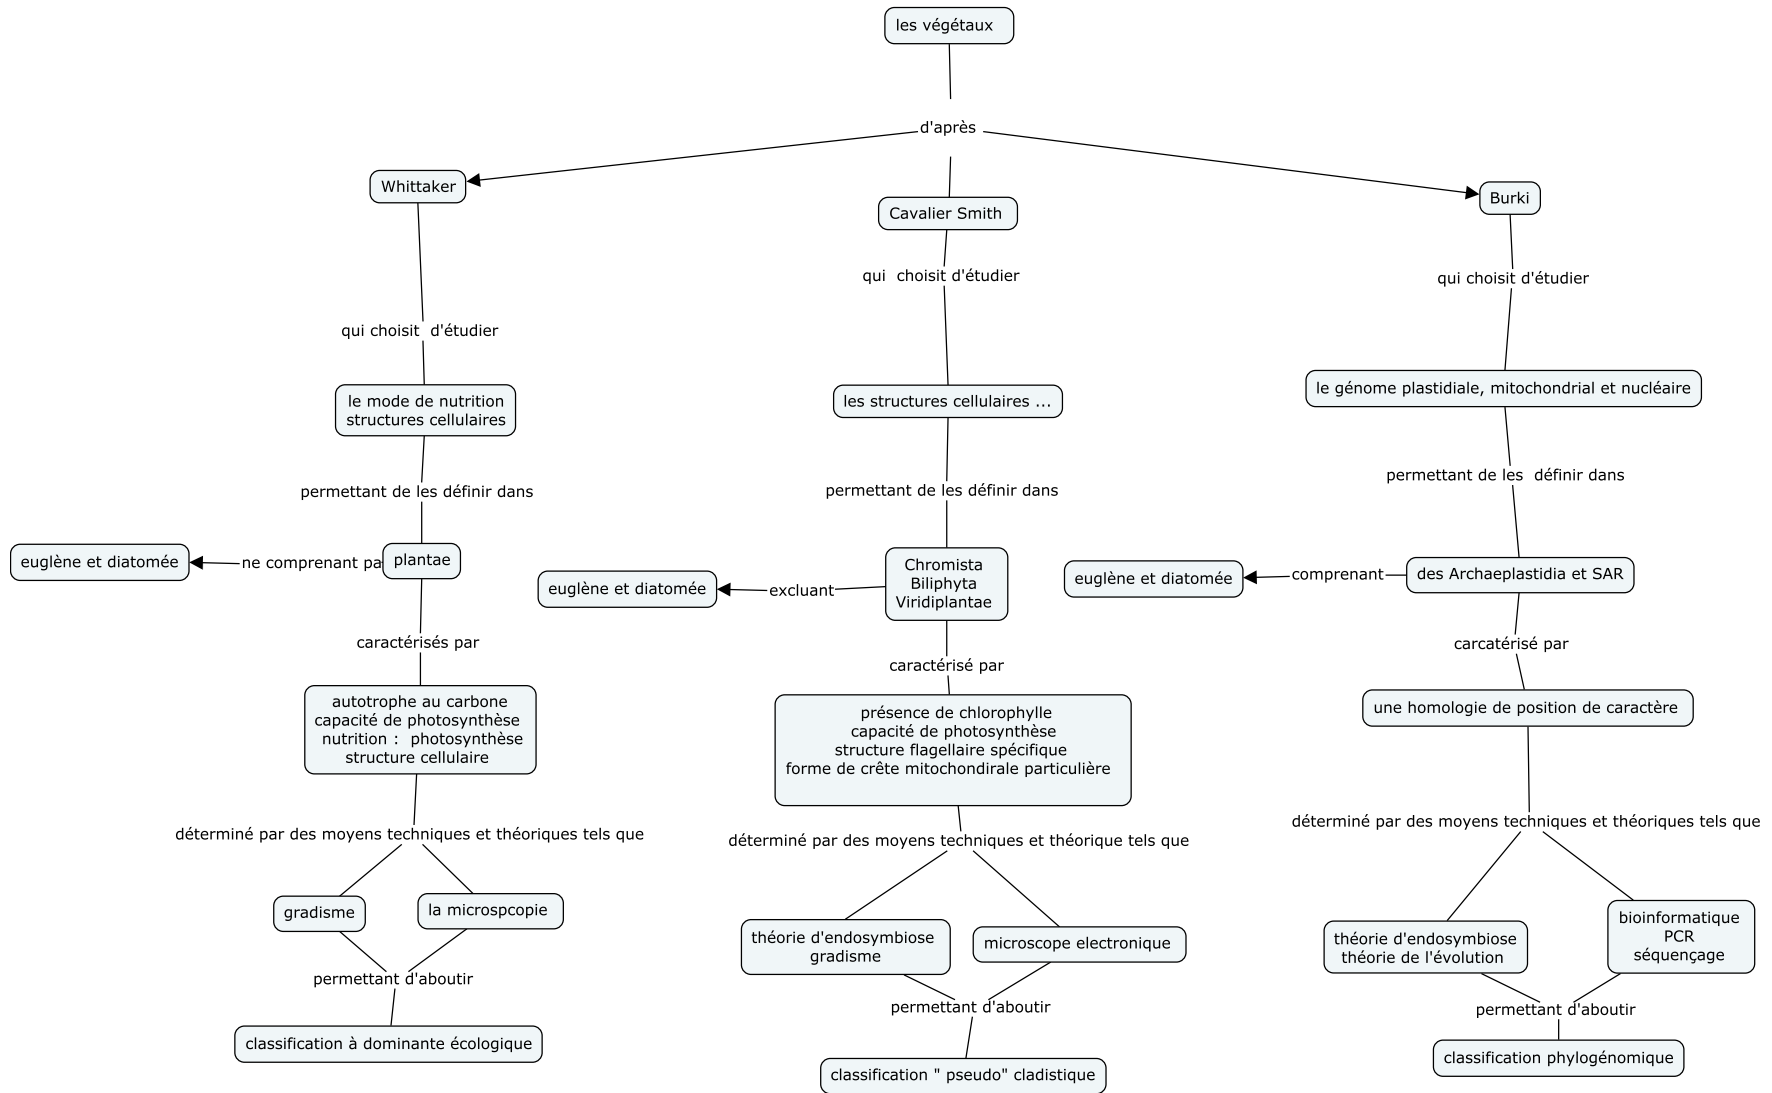 les végétaux
d'après
Whittaker
Cavalier Smith
Burki
qui choisit d'étudier
qui choisit d'étudier
qui choisit d'étudier
le mode de nutrition
structures cellulaires
les structures cellulaires ...
le génome plastidiale, mitochondrial et nucléaire
permettant de les définir dans
permettant de les définir dans
permettant de les définir dans
euglène et diatomée
ne comprenant pa
plantae
euglène et diatomée
excluant
Chromista
Biliphyta
Viridiplantae
euglène et diatomée
comprenant
des Archaeplastidia et SAR
caractérisés par
caractérisé par
carcatérisé par
autotrophe au carbone
capacité de photosynthèse
nutrition : photosynthèse
structure cellulaire
présence de chlorophylle
capacité de photosynthèse
structure flagellaire spécifique
forme de crête mitochondirale particulière
une homologie de position de caractère
déterminé par des moyens techniques et théoriques tels que
déterminé par des moyens techniques et théorique tels que
déterminé par des moyens techniques et théoriques tels que
gradisme
la microspcopie
théorie d'endosymbiose
gradisme
microscope electronique
théorie d'endosymbiose
théorie de l'évolution
bioinformatique
PCR
séquençage
permettant d'aboutir
permettant d'aboutir
permettant d'aboutir
classification à dominante écologique
classification " pseudo" cladistique
classification phylogénomique